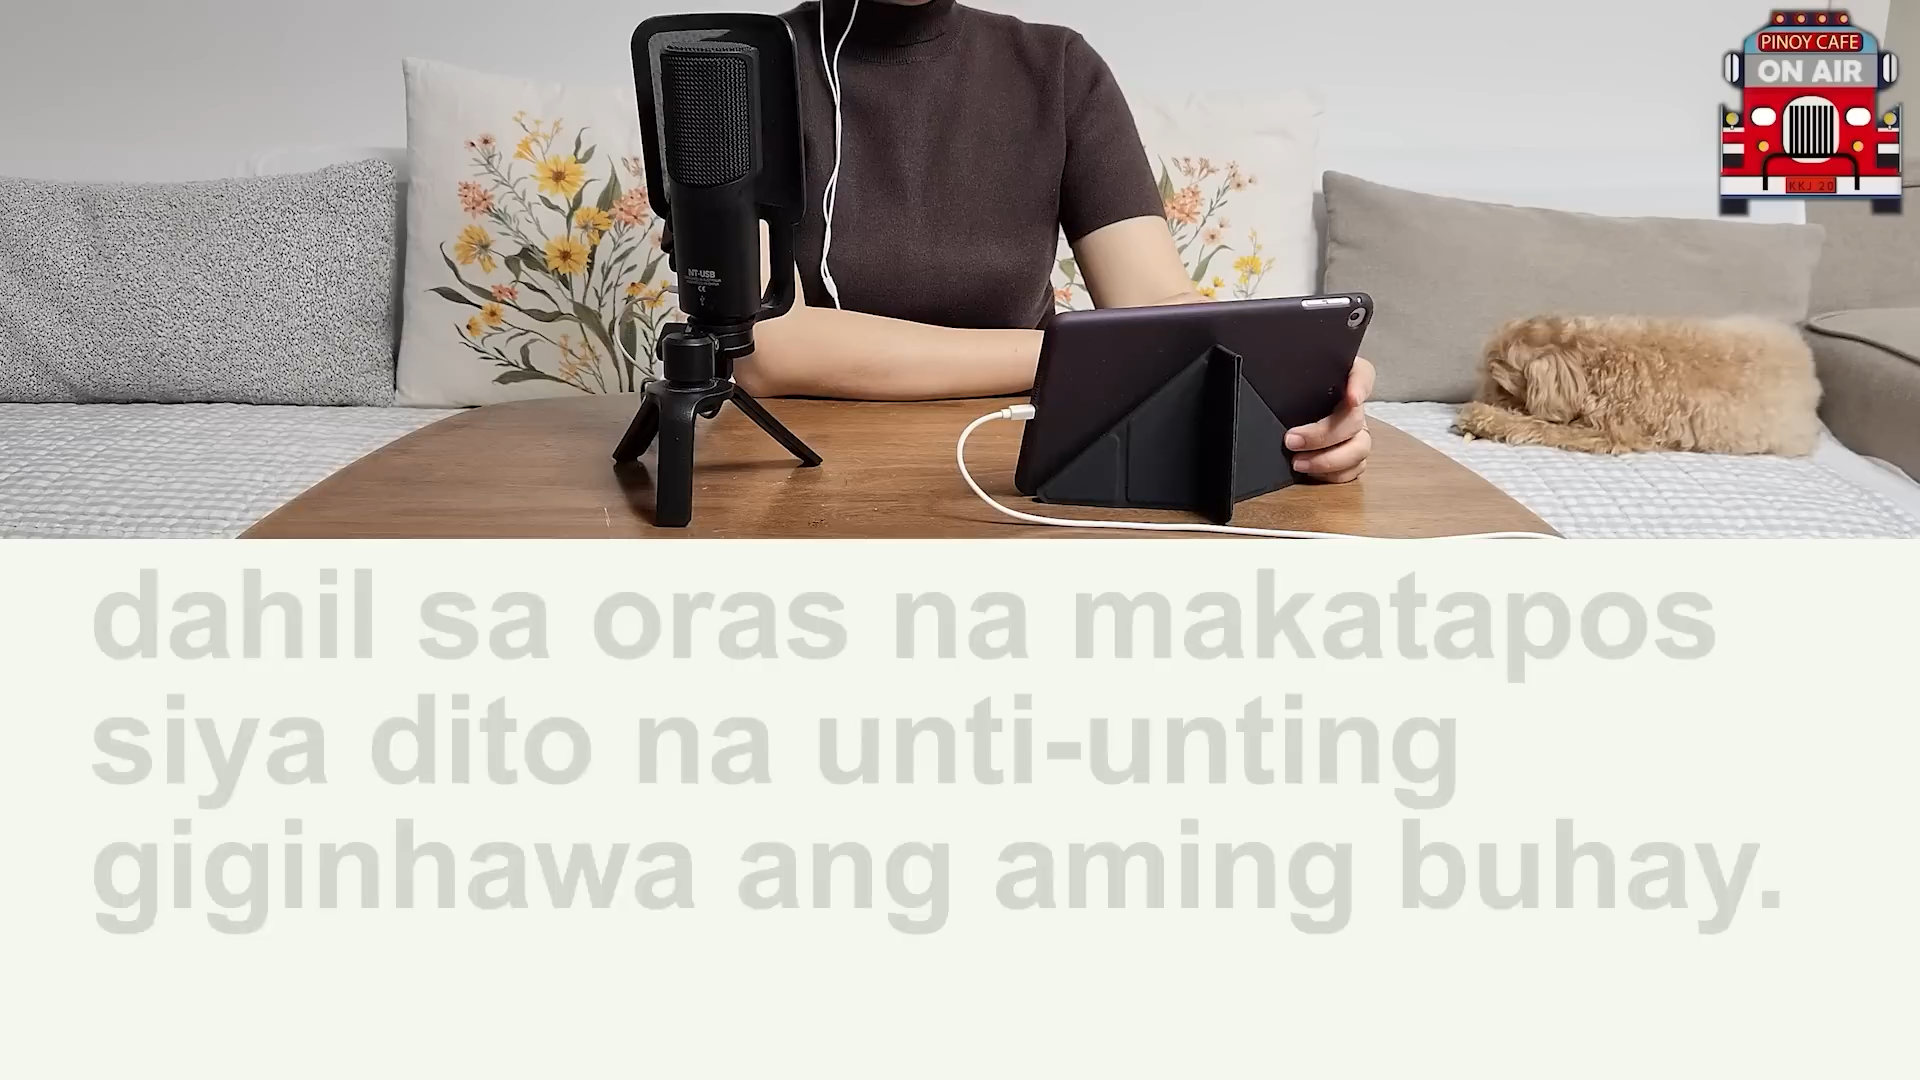 PINOY CAFE
ON AIR
KKJ 20
NT-USB
dahil sa oras na makatapos
siya dito na unti-unting
giginhawa ang aming buhay.